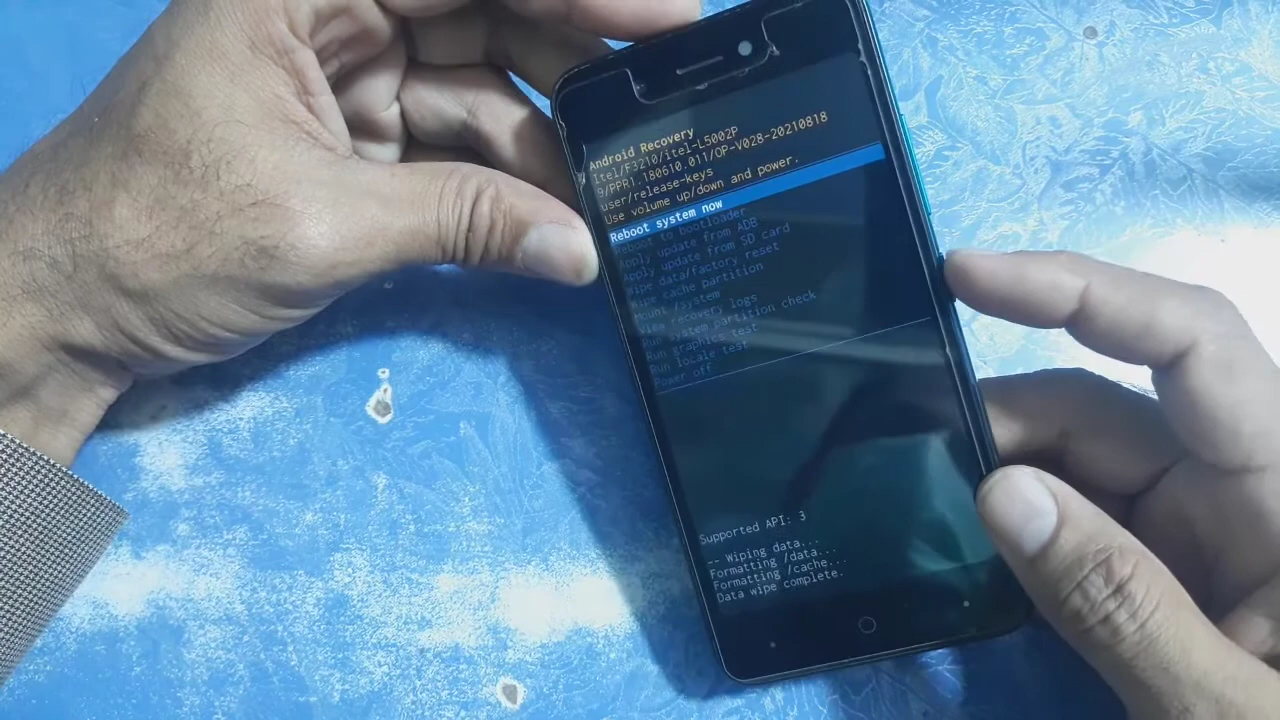 Android Recovery
Itel/F3210/itel-L5002P
9/PPR1.180610.011/OP-V028-20210818
user/release-keys
Use volume up/down and power.
Reboot system now
Reboot to bootloader
Apply update from ADB
Apply update from SD card
Wipe data/factory reset
Wipe cache partition
Mount /system
View recovery logs
Run system partition check
Run graphics test
Run locale test
Power off
Supported API: 3
-- Wiping data...
Formatting /data...
Formatting /cache...
Data wipe complete.